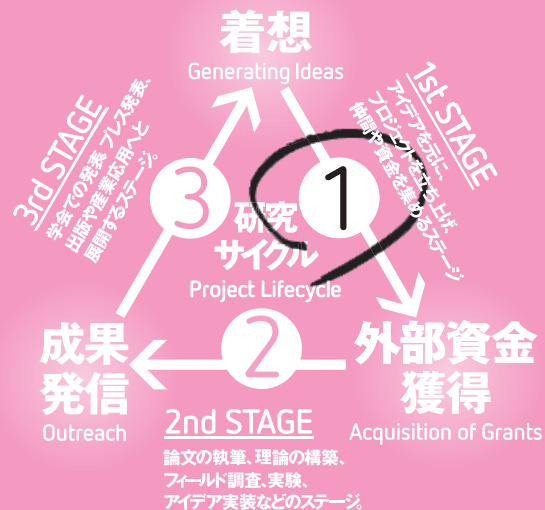 着想
Generating Ideas
1st STAGE
アイデアを元に、
プロジェクトを立ち上げ
仲間や資金を集めるステージ
3rd STAGE
学会での発表、プレス発表、
出版や産業応用へと
展開するステージ。
3
1
研究
サイクル
Project Lifecycle
2
成果
発信
Outreach
外部資金
獲得
Acquisition of Grants
2nd STAGE
論文の執筆、理論の構築、
フィールド調査、実験、
アイデア実装などのステージ。